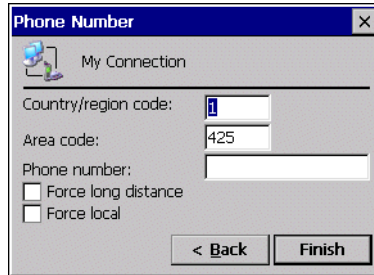 Phone Number
My Connection
Country/region code: 1
Area code: 425
Phone number:
Force long distance
Force local
< Back Finish